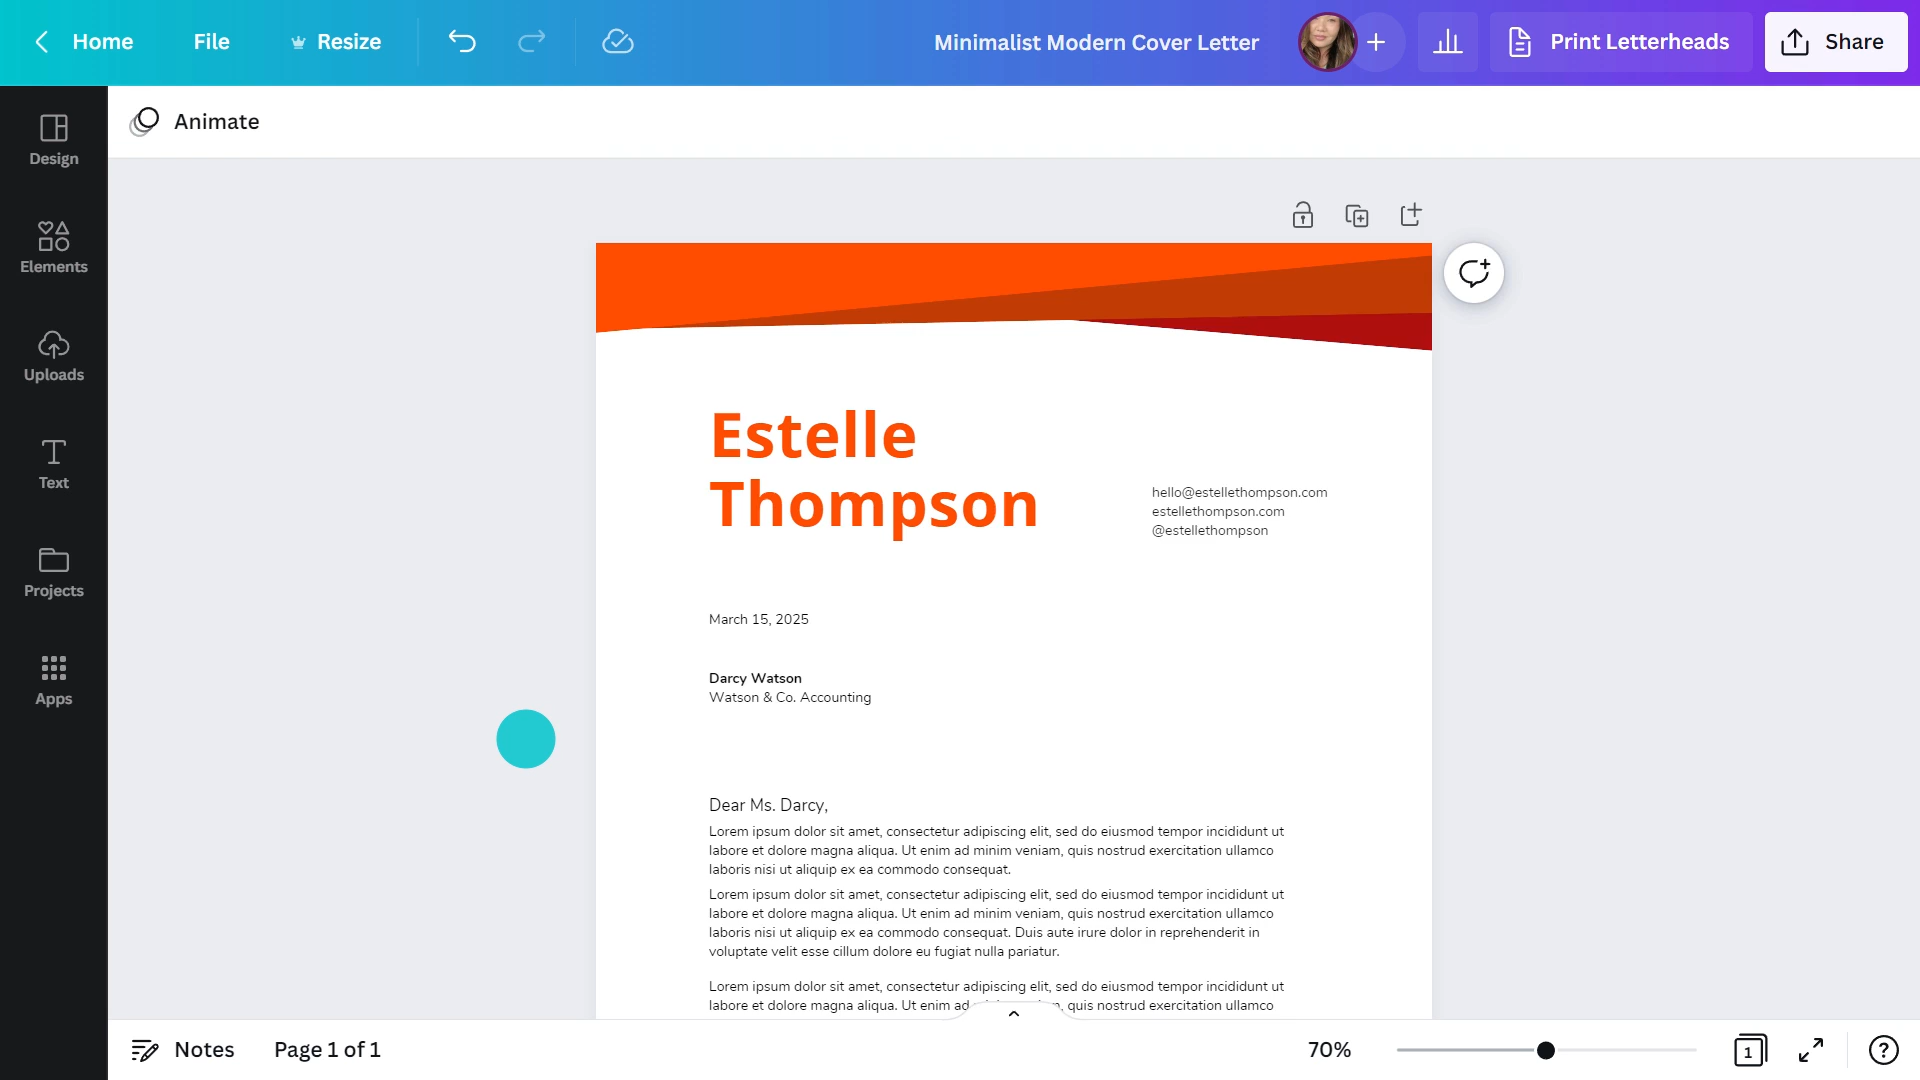 Home
File
Resize
Minimalist Modern Cover Letter
Print Letterheads
Share
Animate
Design
Elements
Uploads
Text
Projects
Apps
Estelle
Thompson
hello@estellethompson.com
estellethompson.com
@estellethompson
March 15, 2025
Darcy Watson
Watson & Co. Accounting
Dear Ms. Darcy,
Lorem ipsum dolor sit amet, consectetur adipiscing elit, sed do eiusmod tempor incididunt ut
labore et dolore magna aliqua. Ut enim ad minim veniam, quis nostrud exercitation ullamco
laboris nisi ut aliquip ex ea commodo consequat.
Lorem ipsum dolor sit amet, consectetur adipiscing elit, sed do eiusmod tempor incididunt ut
labore et dolore magna aliqua. Ut enim ad minim veniam, quis nostrud exercitation ullamco
laboris nisi ut aliquip ex ea commodo consequat. Duis aute irure dolor in reprehenderit in
voluptate velit esse cillum dolore eu fugiat nulla pariatur.
Lorem ipsum dolor sit amet, consectetur adipiscing elit, sed do eiusmod tempor incididunt ut
labore et dolore magna aliqua. Ut enim ad quis nostrud exercitation ullamco
Notes
Page 1 of 1
70%
1